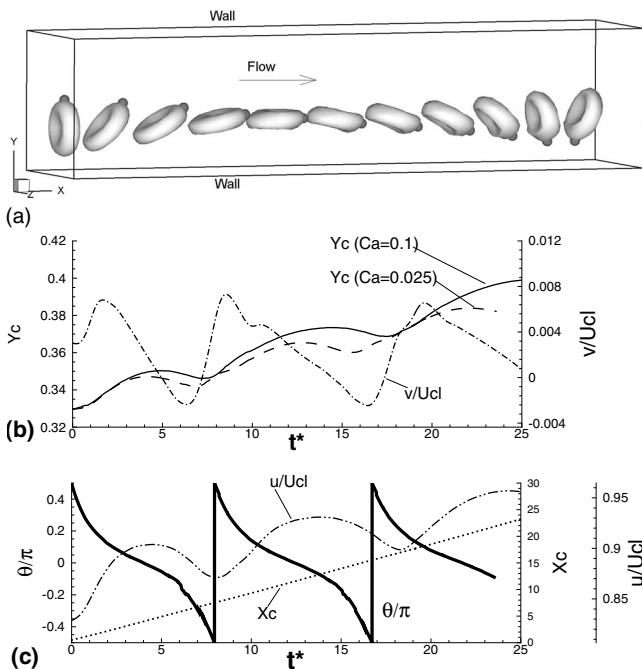 Wall
Flow
Y
Z
X
Wall
(a)
0.42
0.4
0.38
0.36
0.34
0.32
Yc
Yc (Ca=0.1)
Yc (Ca=0.025)
v/Ucl
0.012
0.008
0.004
0
-0.004
v/Ucl
0 5 10 15 20 25
(b)
t*
0.4
0.2
0
-0.2
-0.4
θ/π
u/Ucl
Xc
θ/π
30
25
20
15
10
5
0
Xc
0.95
0.9
0.85
u/Ucl
0 5 10 15 20 25
(c)
t*